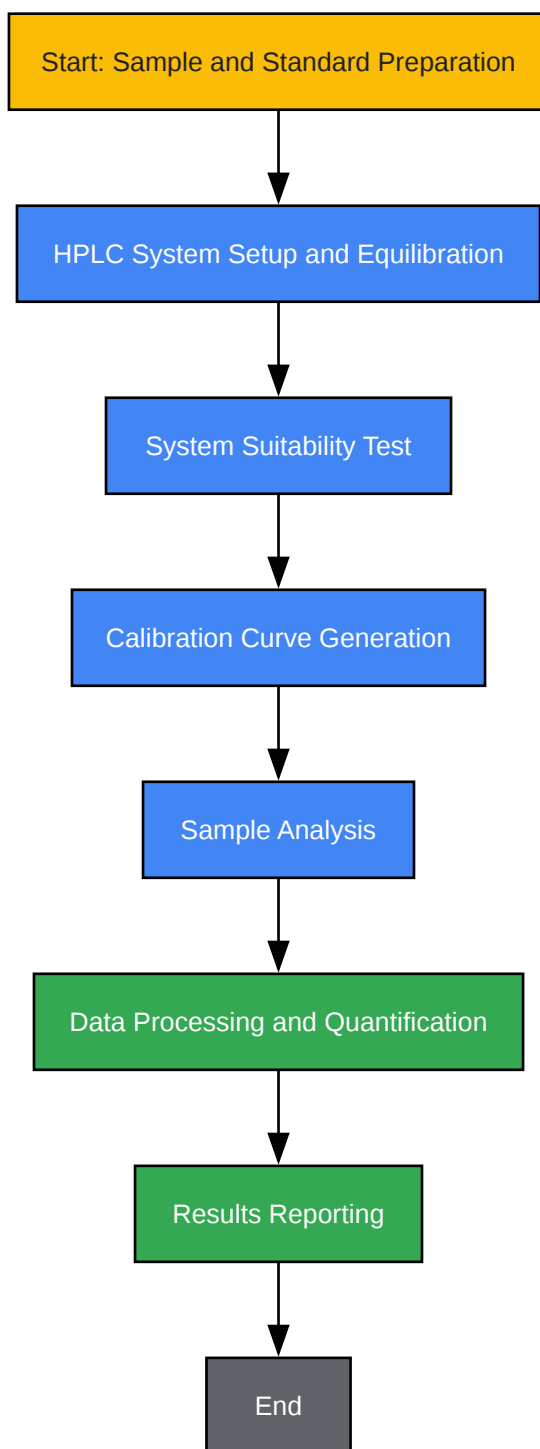 Start: Sample and Standard Preparation
HPLC System Setup and Equilibration
System Suitability Test
Calibration Curve Generation
Sample Analysis
Data Processing and Quantification
Results Reporting
End